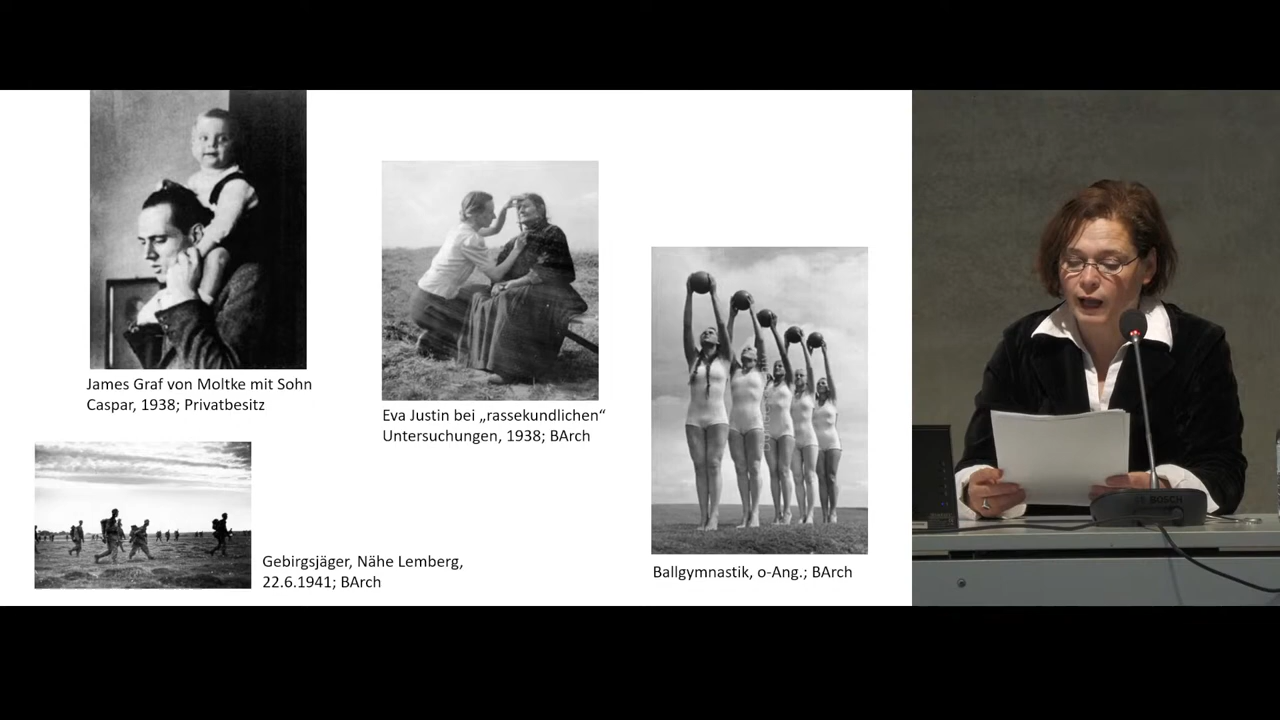 James Graf von Moltke mit Sohn
Caspar, 1938; Privatbesitz
Eva Justin bei „rassekundlichen“
Untersuchungen, 1938; BArch
Gebirgsjäger, Nähe Lemberg,
22.6.1941; BArch
Ballgymnastik, o-Ang.; BArch
BOSCH